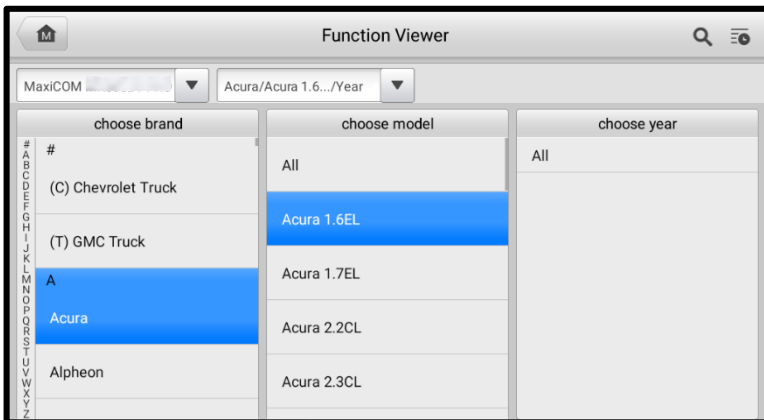 M
Function Viewer
MaxiCOM
Acura/Acura 1.6.../Year
choose brand
choose model
choose year
#
A
B
C
D
E
F
G
H
I
J
K
L
M
N
O
P
Q
R
S
T
U
V
W
X
Y
Z
#
(C) Chevrolet Truck
(T) GMC Truck
A
Acura
Alpheon
All
Acura 1.6EL
Acura 1.7EL
Acura 2.2CL
Acura 2.3CL
All